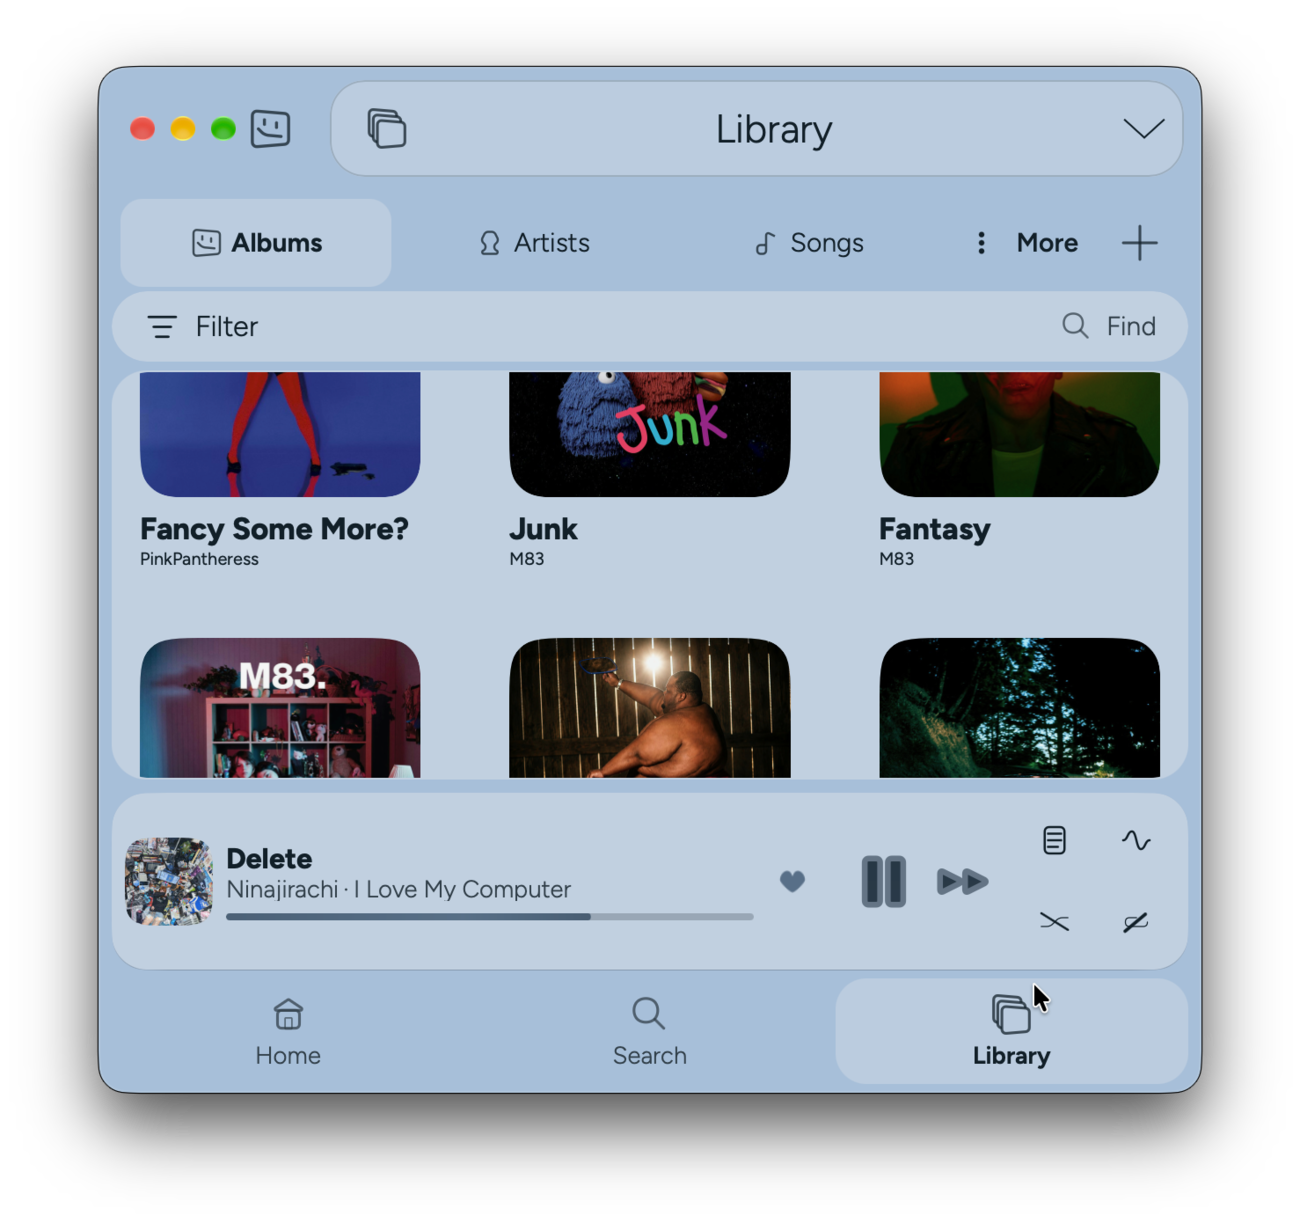 Library
Albums
Artists
Songs
More
Filter
Find
Junk
Fancy Some More?
PinkPantheress
Junk
M83
Fantasy
M83
M83.
Delete
Ninajirachi · I Love My Computer
Home
Search
Library